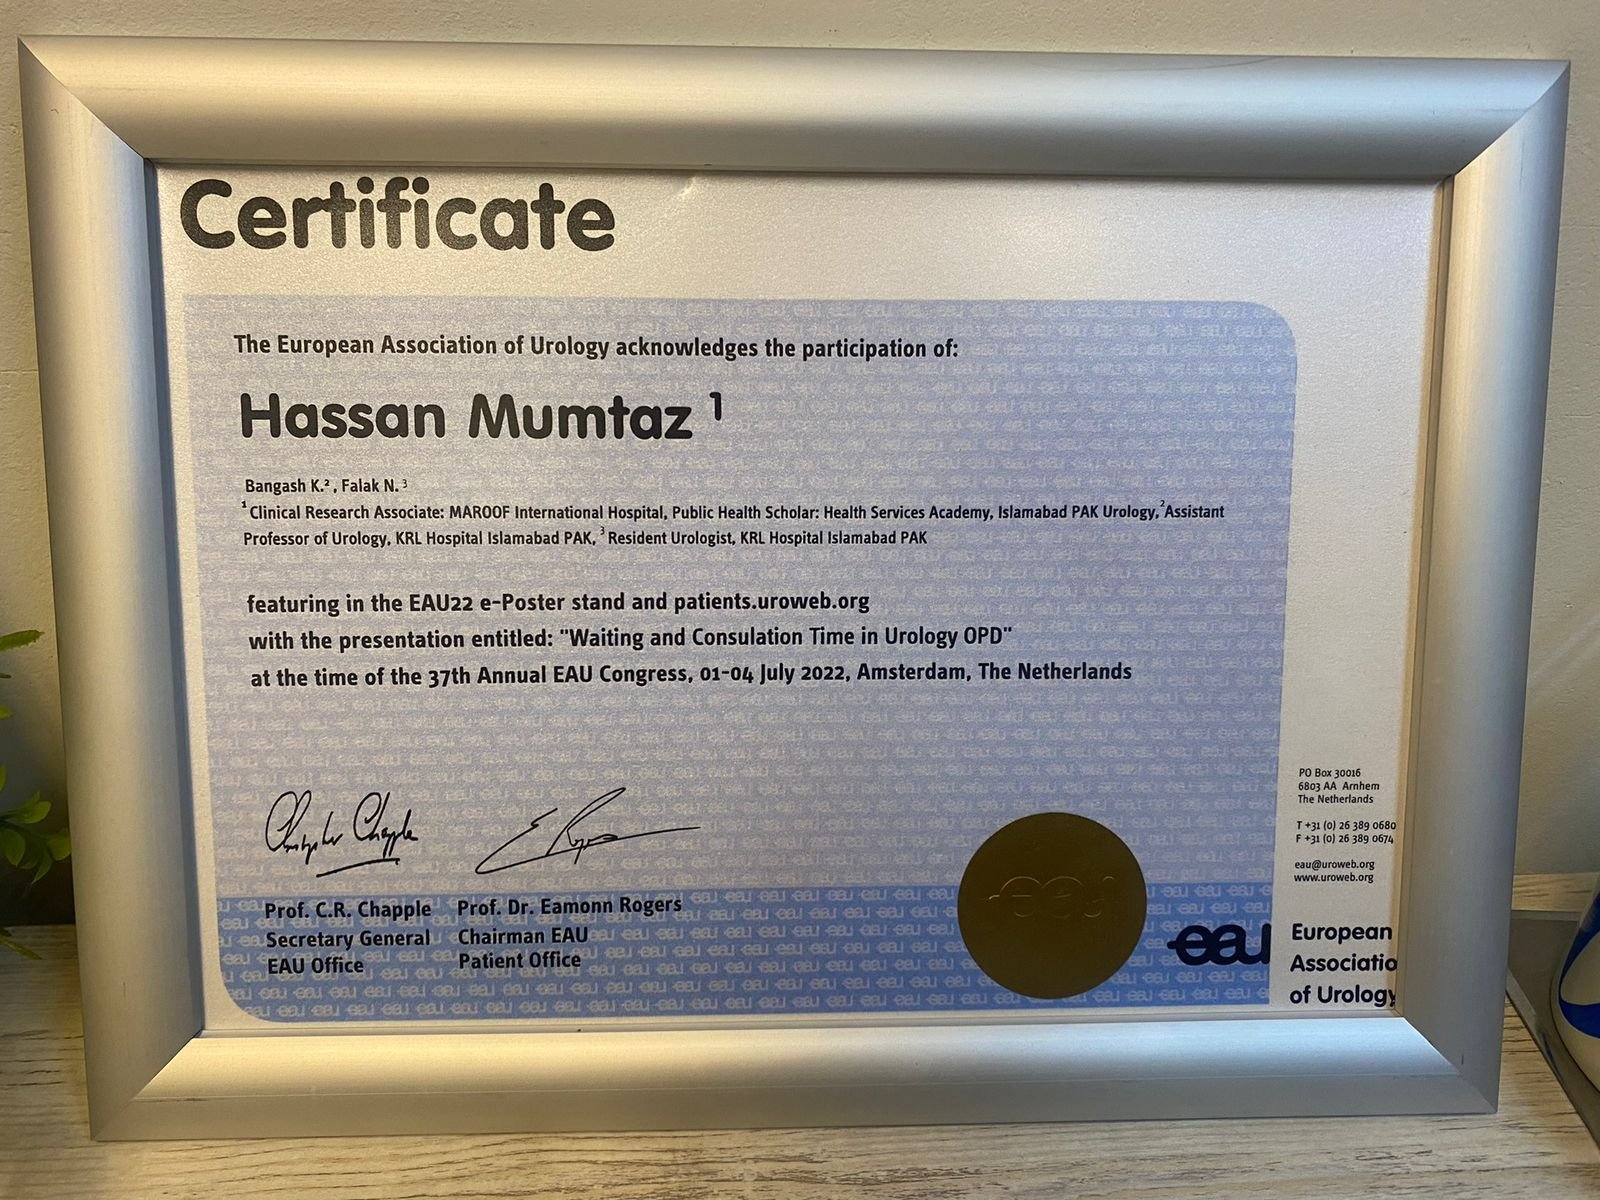 Certificate
The European Association of Urology acknowledges the participation of:
Hassan Mumtaz ¹
Bangash K.², Falak N. ³
¹ Clinical Research Associate: MAROOF International Hospital, Public Health Scholar: Health Services Academy, Islamabad PAK Urology, ²Assistant
Professor of Urology, KRL Hospital Islamabad PAK, ³ Resident Urologist, KRL Hospital Islamabad PAK
featuring in the EAU22 e-Poster stand and patients.uroweb.org
with the presentation entitled: "Waiting and Consulation Time in Urology OPD"
at the time of the 37th Annual EAU Congress, 01-04 July 2022, Amsterdam, The Netherlands
Christopher Chapple
Prof. C.R. Chapple
Secretary General
EAU Office
Prof. Dr. Eamonn Rogers
Chairman EAU
Patient Office
eau
eau
PO Box 30016
6803 AA Arnhem
The Netherlands
T +31 (0) 26 389 0680
F +31 (0) 26 389 0674
eau@uroweb.org
www.uroweb.org
European
Associatio
of Urology